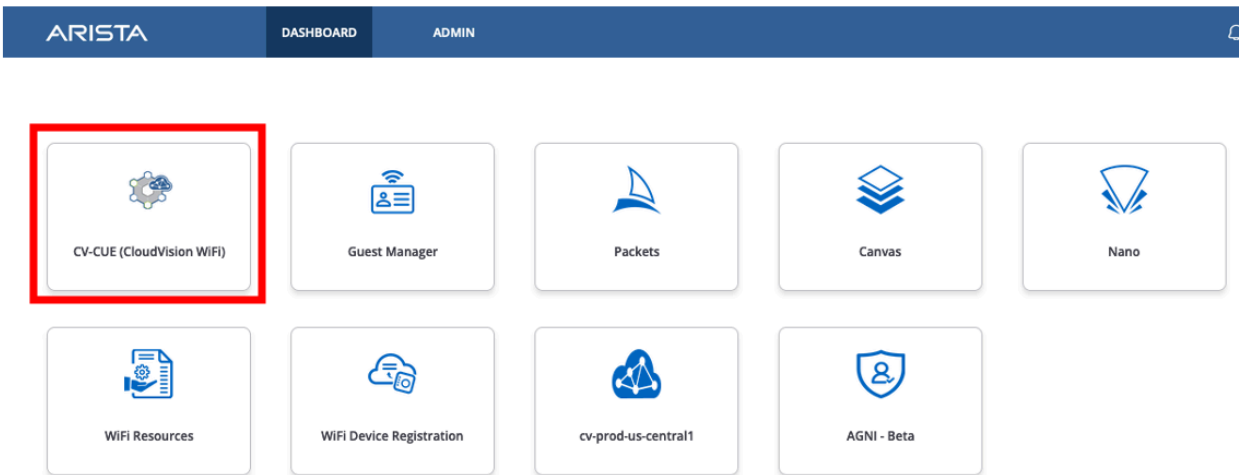 ARISTA DASHBOARD ADMIN
CV-CUE (CloudVision WiFi) Guest Manager Packets Canvas Nano
WiFi Resources WiFi Device Registration cv-prod-us-central1 AGNI - Beta